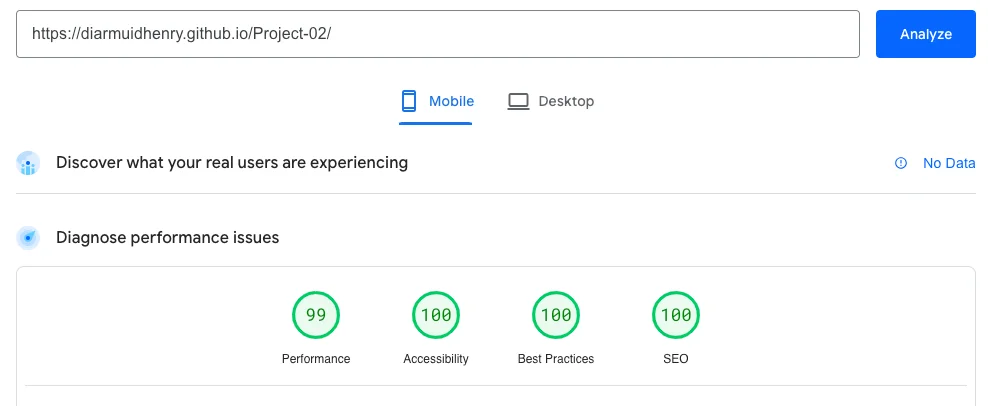 https://diarmuidhenry.github.io/Project-02/
Analyze
Mobile
Desktop
Discover what your real users are experiencing
No Data
Diagnose performance issues
99
100
100
100
Performance
Accessibility
Best Practices
SEO